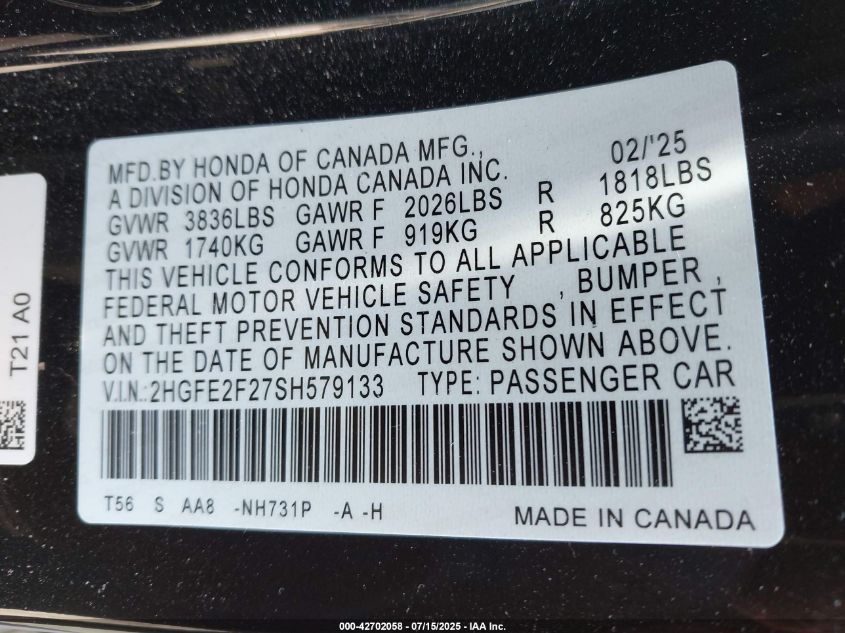 MFD.BY HONDA OF CANADA MFG., 02/'25
A DIVISION OF HONDA CANADA INC.
GVWR 3836LBS GAWR F 2026LBS R 1818LBS
GVWR 1740KG GAWR F 919KG R 825KG
THIS VEHICLE CONFORMS TO ALL APPLICABLE
FEDERAL MOTOR VEHICLE SAFETY , BUMPER ,
AND THEFT PREVENTION STANDARDS IN EFFECT
ON THE DATE OF MANUFACTURE SHOWN ABOVE.
V.I.N.:2HGFE2F27SH579133 TYPE: PASSENGER CAR
T56 S AA8 -NH731P -A -H
MADE IN CANADA
T21 A0
000-42702058 - 07/15/2025 - IAA Inc.